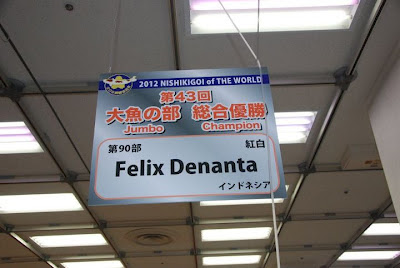 2012 NISHIKIGOI of THE WORLD
第43回
大魚の部 総合優勝
Jumbo Champion
第90部 紅白
Felix Denanta
インドネシア